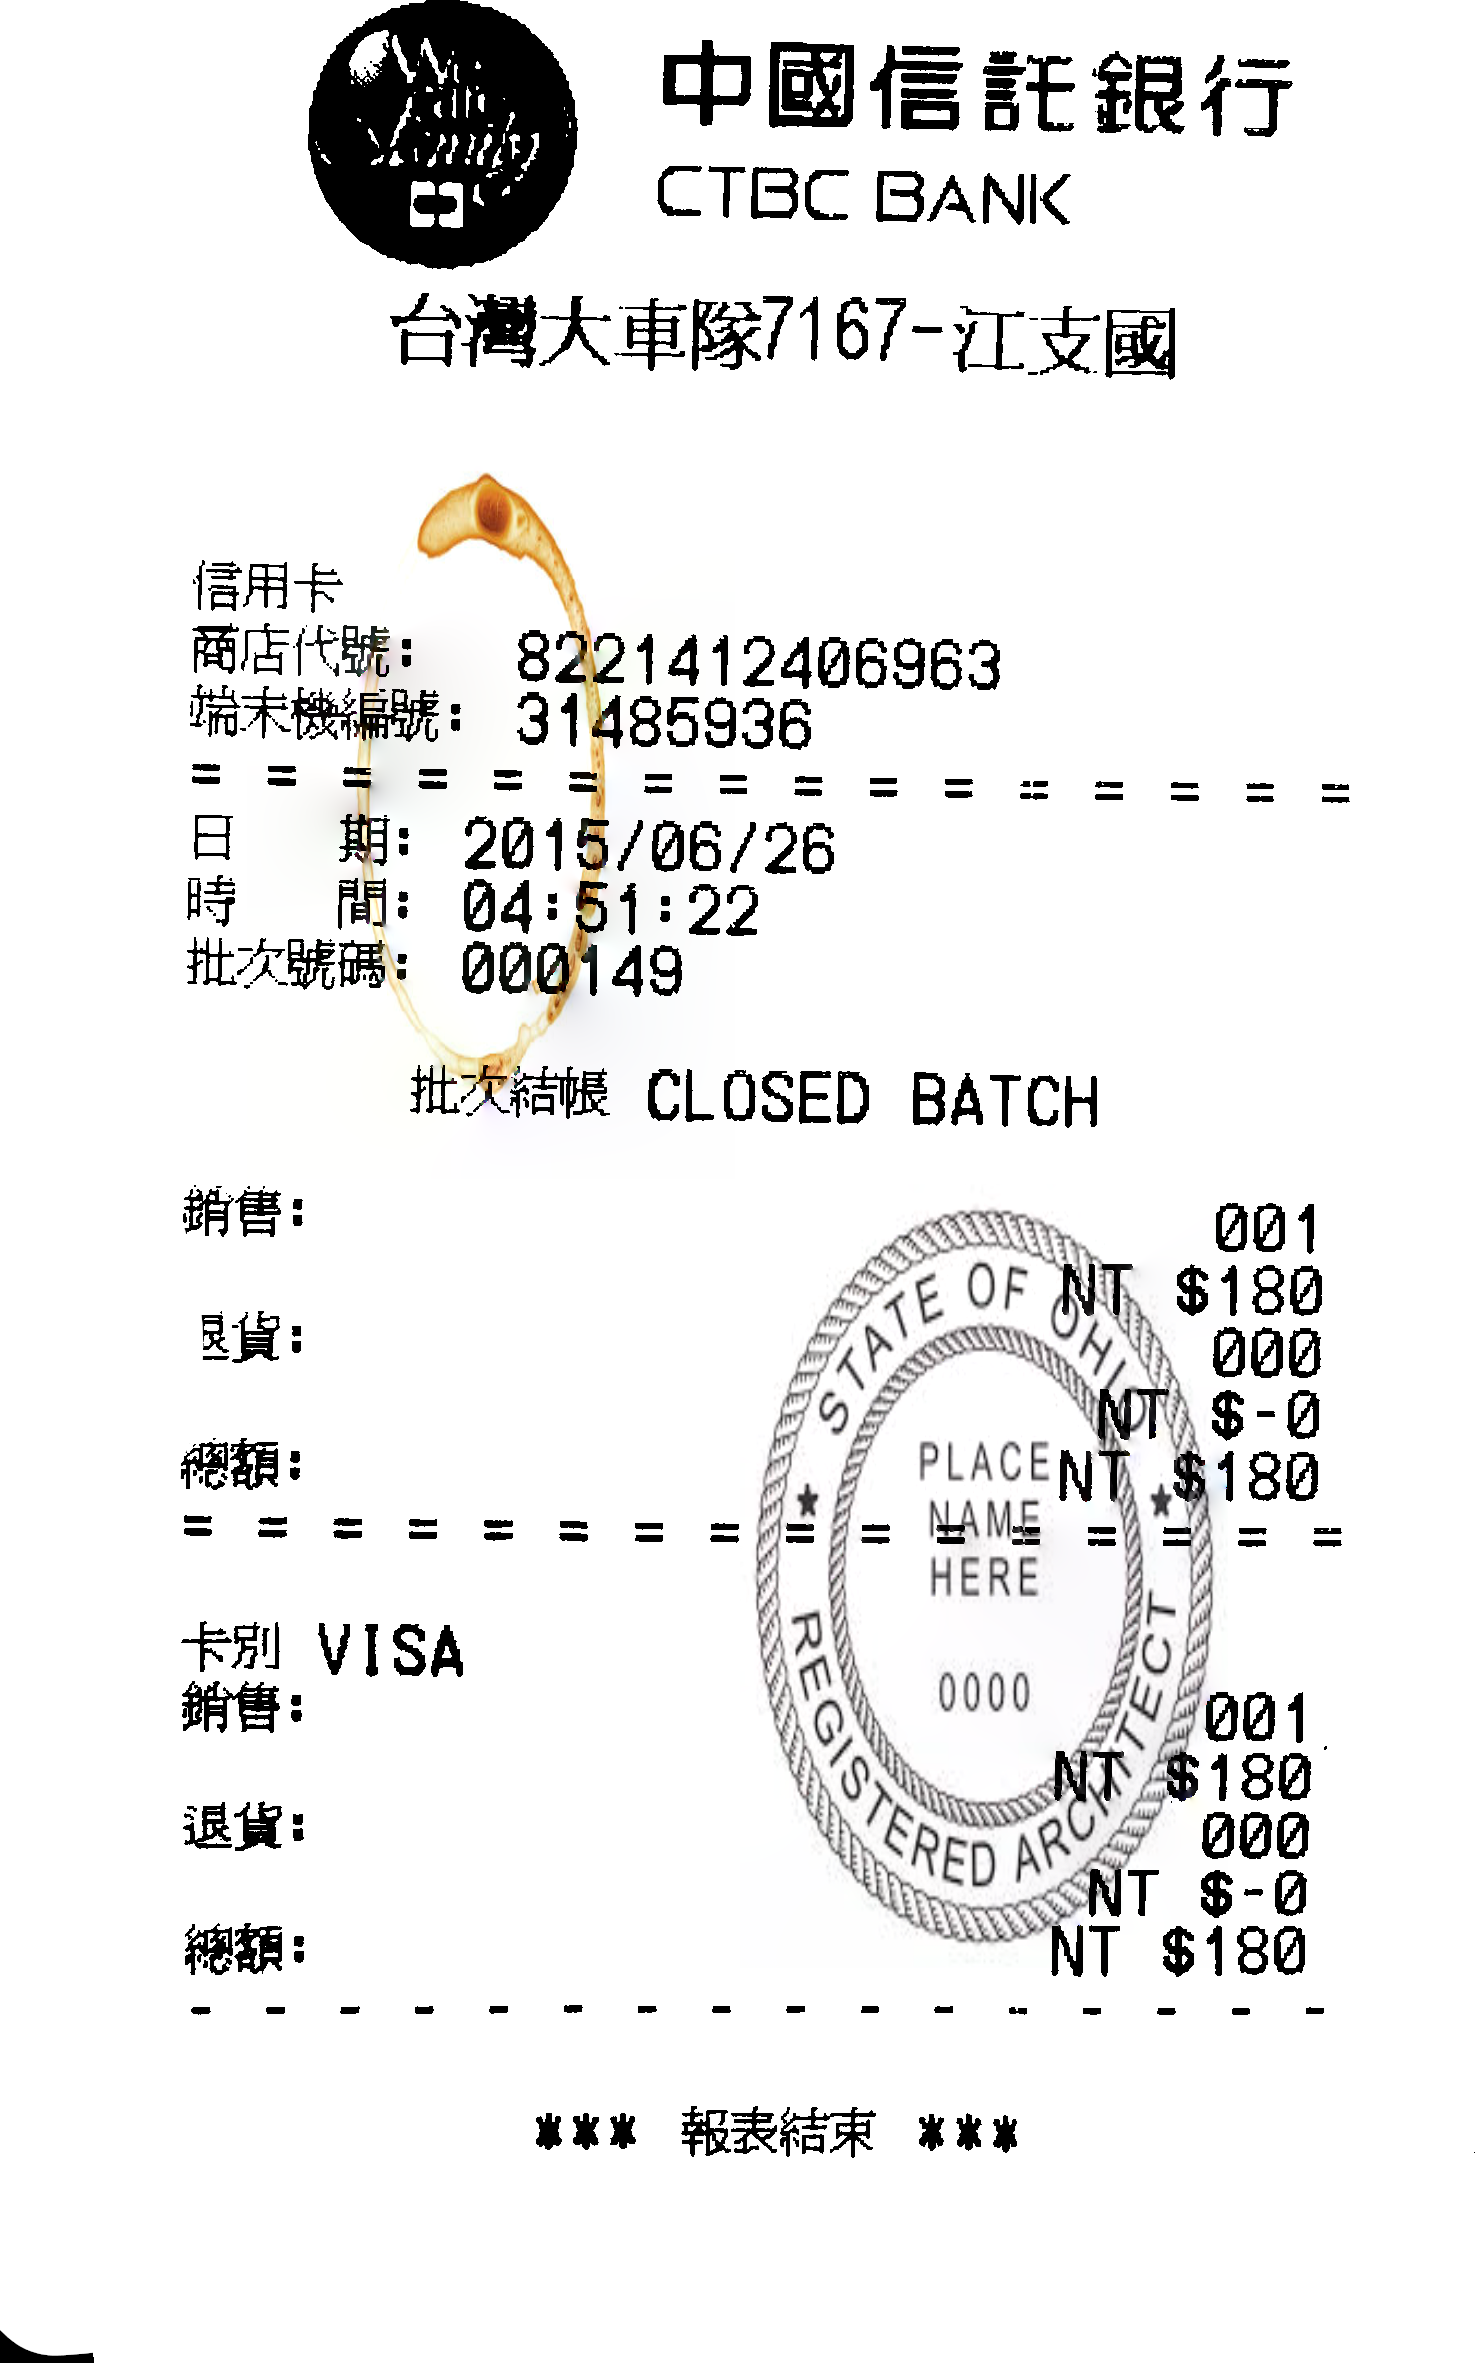 中國信託銀行
CTBC BANK
台灣大車隊7167-江支國
信用卡
商店代號: 8221412406963
端末機編號: 31485936
= = = = = = = = = = = = = = = =
日 期: 2015/06/26
時 間: 04:51:22
批次號碼: 000149
批次結帳 CLOSED BATCH
銷售: 001
NT $180
退貨: 000
NT $-0
總額: NT $180
= = = = = = = = = = = = = = = =
卡別 VISA
銷售: 001
NT $180
退貨: 000
NT $-0
總額: NT $180
- - - - - - - - - - - - - - - -
*** 報表結束 ***
STATE OF OHIO
PLACE
NAME
HERE
0000
REGISTERED ARCHITECT